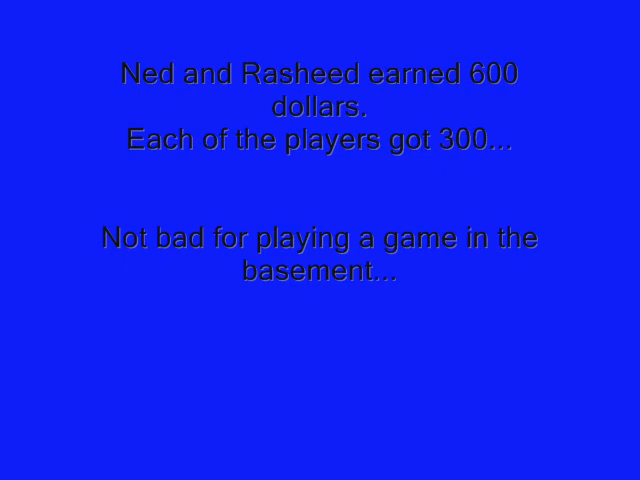 Ned and Rasheed earned 600
dollars.
Each of the players got 300...
Not bad for playing a game in the
basement...